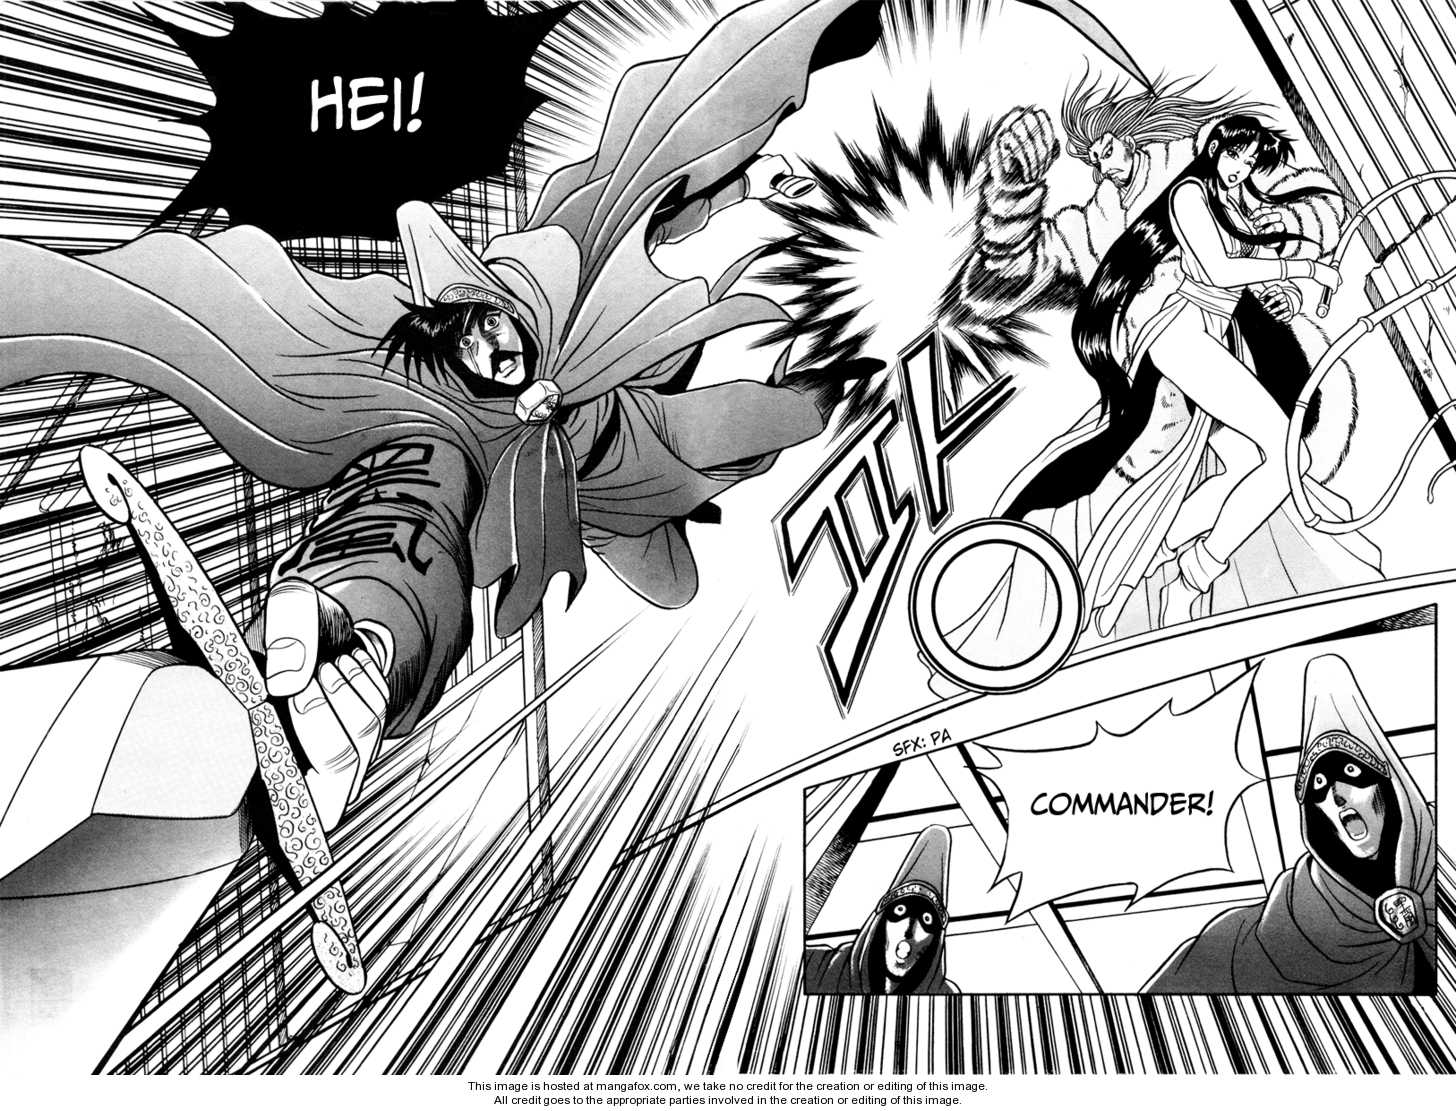 HEI!
SFX: PA
COMMANDER!
This image is hosted at mangafox.com, we take no credit for the creation or editing of this image.
All credit goes to the appropriate parties involved in the creation or editing of this image.